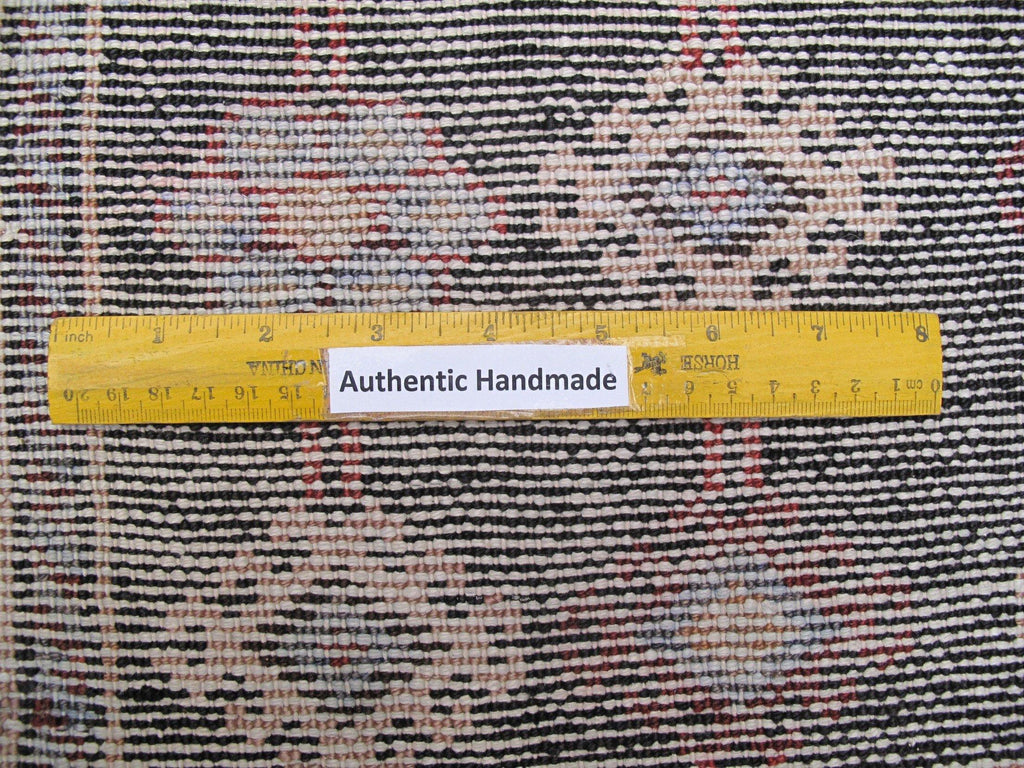 inch 1 2 3 4 5 6 7 8
N CHINA
HORSE
Authentic Handmade
20 19 18 17 16 15 7 6 5 4 3 2 1 cm 0